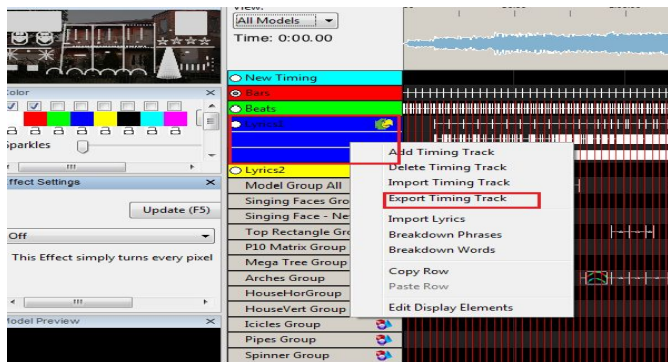 View:
All Models
Time: 0:00.00
New Timing
Bars
Beats
Lyrics2
Color
a a a a a a a a
Sparkles
ffect Settings
Update (F5)
Off
This Effect simply turns every pixel
odel Preview
Model Group All
Singing Faces Gro
Singing Face - Ne
Top Rectangle Gro
P10 Matrix Group
Mega Tree Group
Arches Group
HouseHorGroup
HouseVert Group
Icicles Group
Pipes Group
Spinner Group
Add Timing Track
Delete Timing Track
Import Timing Track
Export Timing Track
Import Lyrics
Breakdown Phrases
Breakdown Words
Copy Row
Paste Row
Edit Display Elements